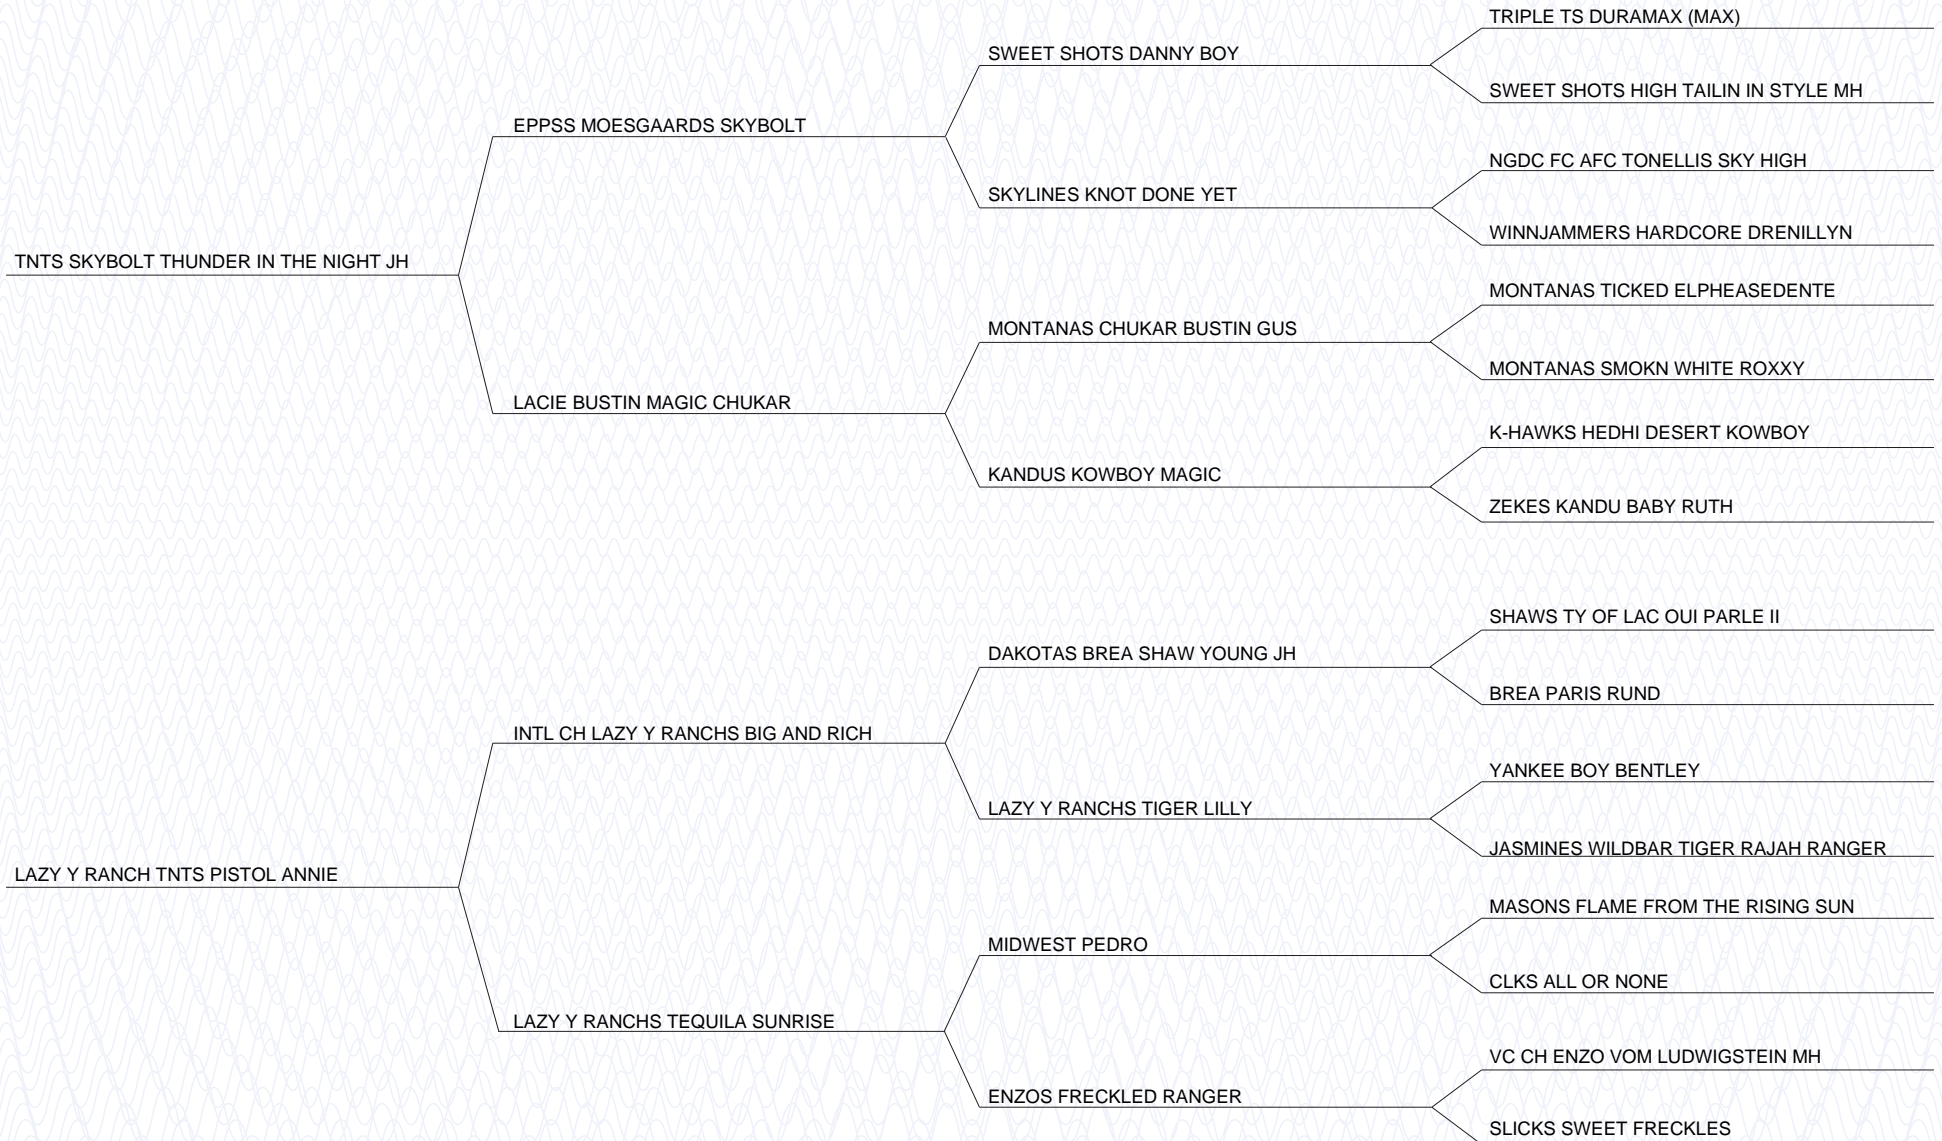 TRIPLE TS DURAMAX (MAX)
SWEET SHOTS DANNY BOY
SWEET SHOTS HIGH TAILIN IN STYLE MH
EPPSS MOESGAARDS SKYBOLT
NGDC FC AFC TONELLIS SKY HIGH
SKYLINES KNOT DONE YET
WINNJAMMERS HARDCORE DRENILLYN
TNTS SKYBOLT THUNDER IN THE NIGHT JH
MONTANAS TICKED ELPHEASEDENTE
MONTANAS CHUKAR BUSTIN GUS
MONTANAS SMOKN WHITE ROXXY
LACIE BUSTIN MAGIC CHUKAR
K-HAWKS HEDHI DESERT KOWBOY
KANDUS KOWBOY MAGIC
ZEKES KANDU BABY RUTH
SHAWS TY OF LAC OUI PARLE II
DAKOTAS BREA SHAW YOUNG JH
BREA PARIS RUND
INTL CH LAZY Y RANCHS BIG AND RICH
YANKEE BOY BENTLEY
LAZY Y RANCHS TIGER LILLY
JASMINES WILDBAR TIGER RAJAH RANGER
LAZY Y RANCH TNTS PISTOL ANNIE
MASONS FLAME FROM THE RISING SUN
MIDWEST PEDRO
CLKS ALL OR NONE
LAZY Y RANCHS TEQUILA SUNRISE
VC CH ENZO VOM LUDWIGSTEIN MH
ENZOS FRECKLED RANGER
SLICKS SWEET FRECKLES